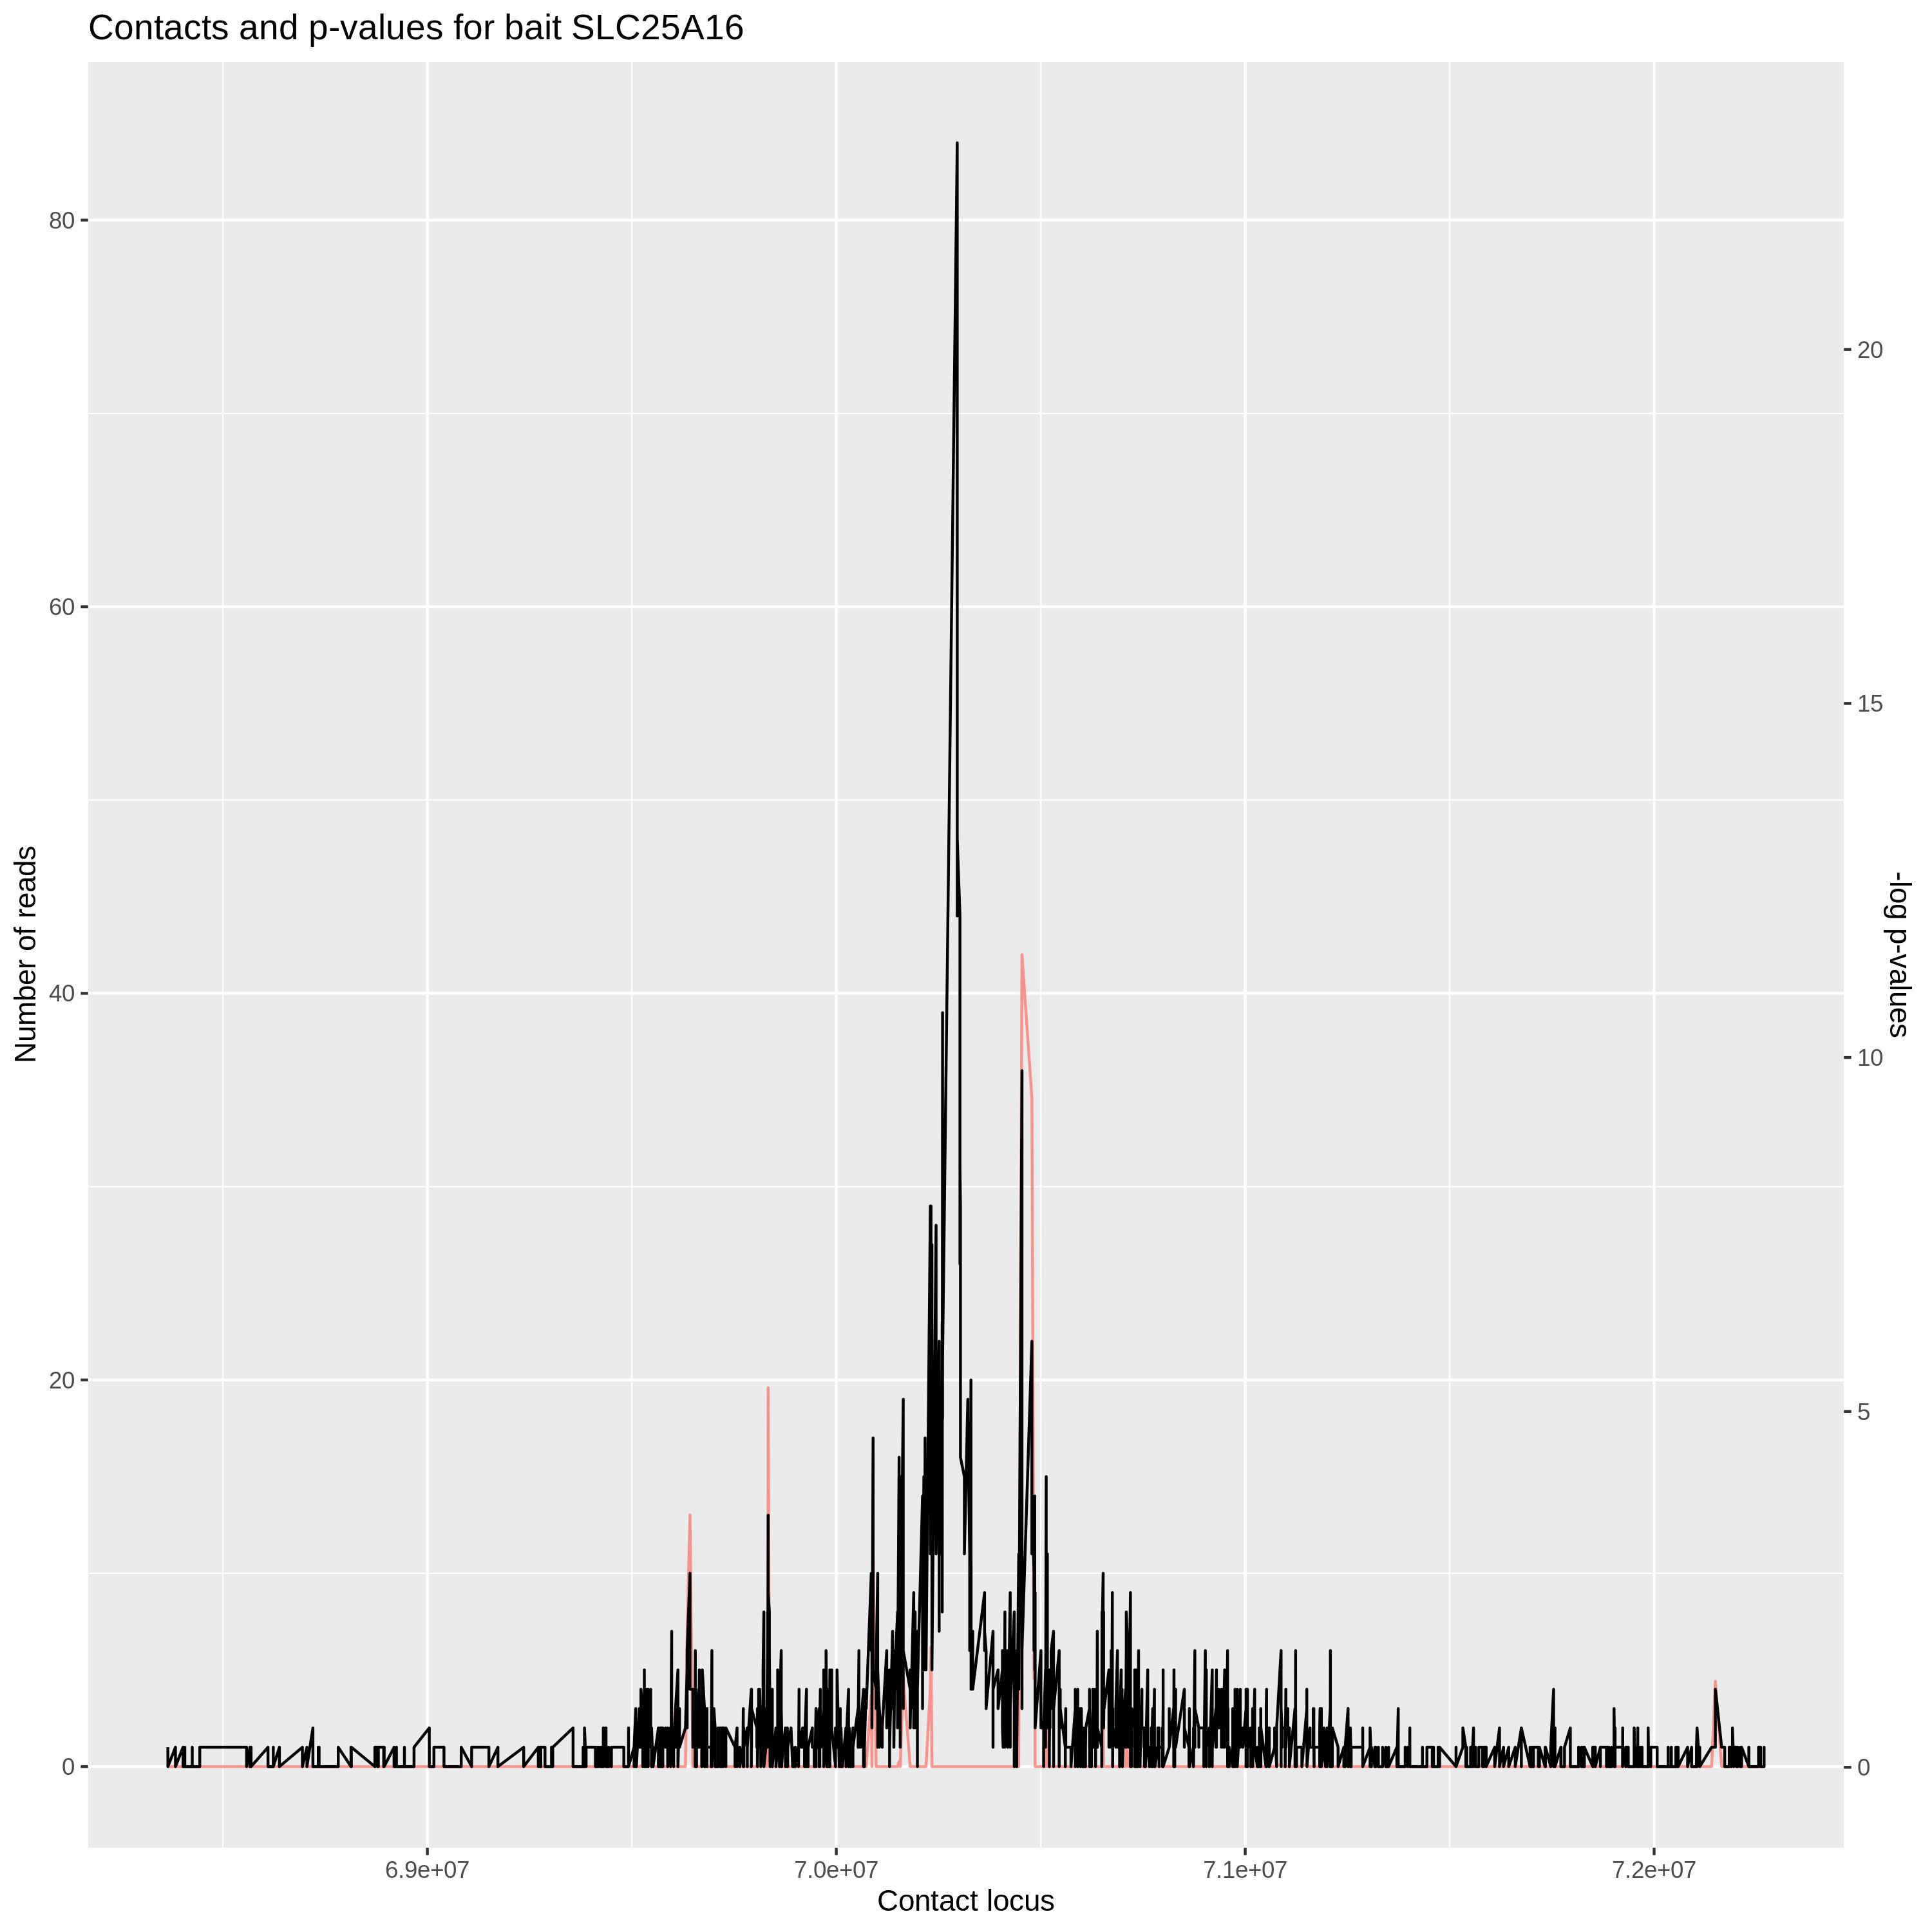 Contacts and p-values for bait SLC25A16
Number of reads
80
60
40
20
0
20
15
10
5
0
-log p-values
6.9e+07 7.0e+07 7.1e+07 7.2e+07
Contact locus